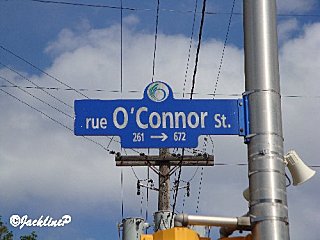 rue O'Connor St.
261 → 672
©JacklineP